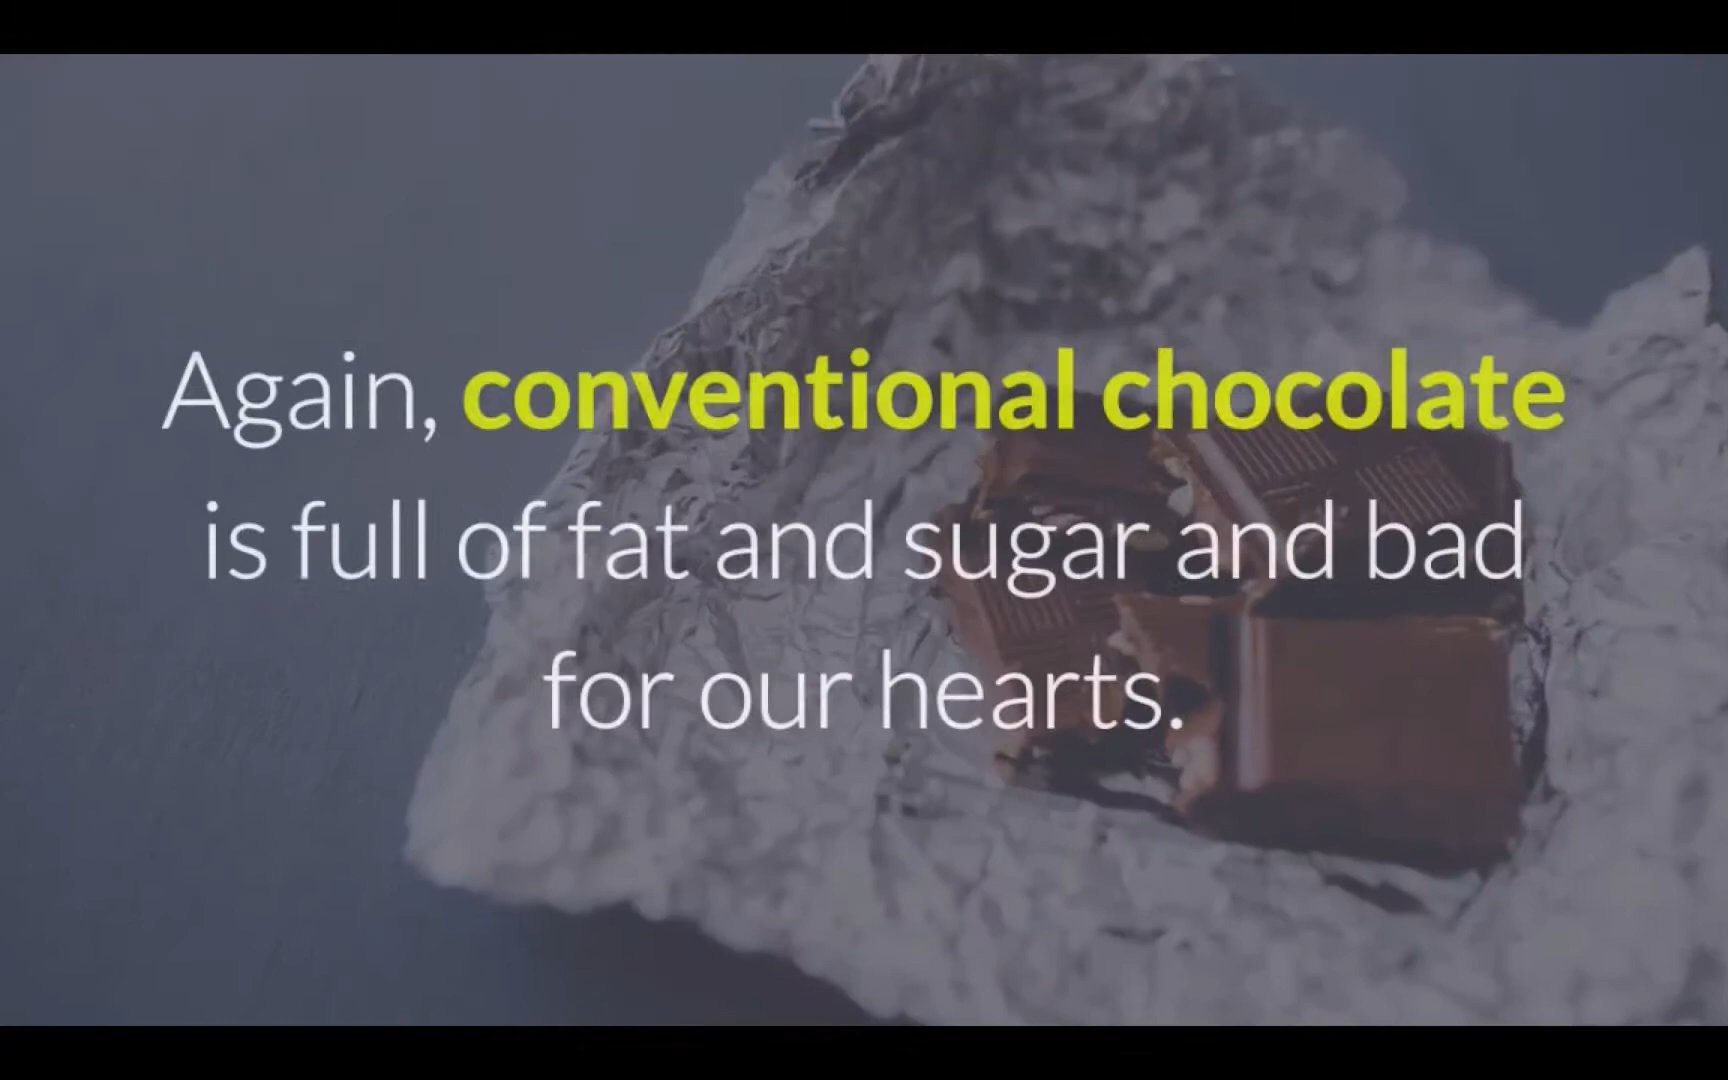 Again, conventional chocolate
is full of fat and sugar and bad
for our hearts.